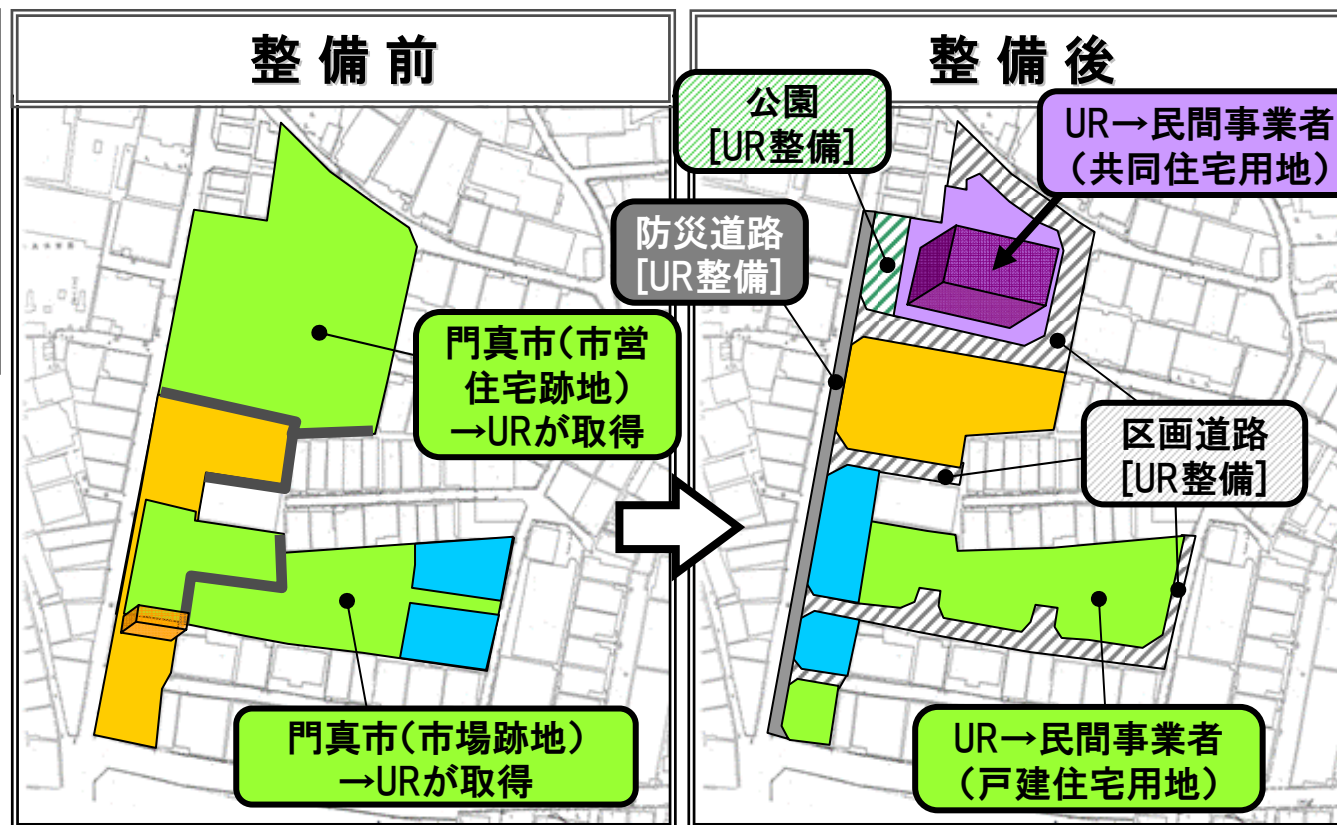 整備前
門真市(市営
住宅跡地)
→URが取得
門真市(市場跡地)
→URが取得
整備後
公園
[UR整備]
UR→民間事業者
(共同住宅用地)
防災道路
[UR整備]
区画道路
[UR整備]
UR→民間事業者
(戸建住宅用地)